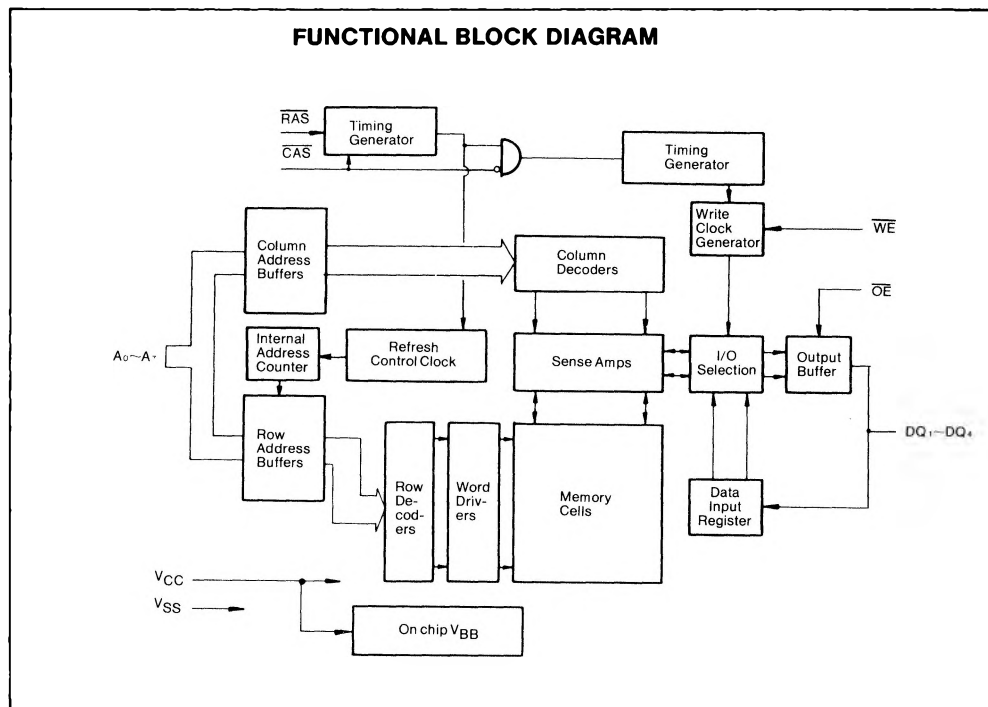 FUNCTIONAL BLOCK DIAGRAM
RAS
Timing
Generator
CAS
Timing
Generator
Write
Clock
Generator
WE
Column
Address
Buffers
Column
Decoders
OE
A₀~A₇
Internal
Address
Counter
Refresh
Control Clock
Sense Amps
I/O
Selection
Output
Buffer
DQ₁~DQ₄
Row
Address
Buffers
Row
De-
cod-
ers
Word
Driv-
ers
Memory
Cells
Data
Input
Register
VCC
VSS
On chip VBB